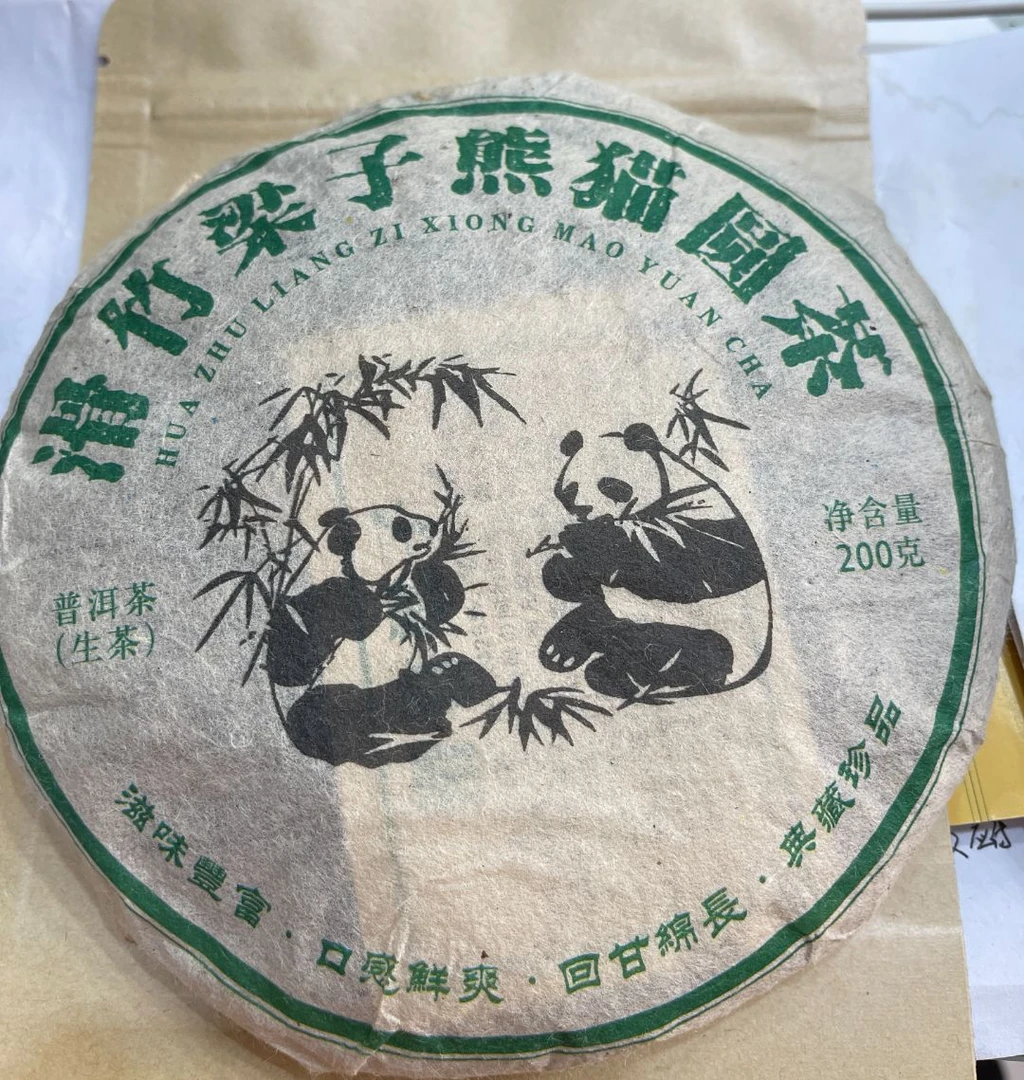 滑竹梁子熊貓圆茶
HUA ZHU LIANG ZI XIONG MAO YUAN CHA
净含量
200克
普洱茶
(生茶)
滋味豐富·口感鮮爽·回甘綿長·典藏珍品